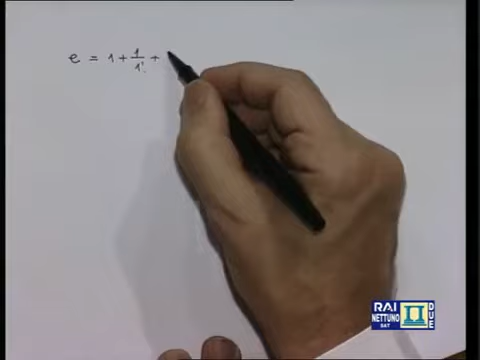 e = 1 + 1/1! +
RAI
NETTUNO
SAT
DUE